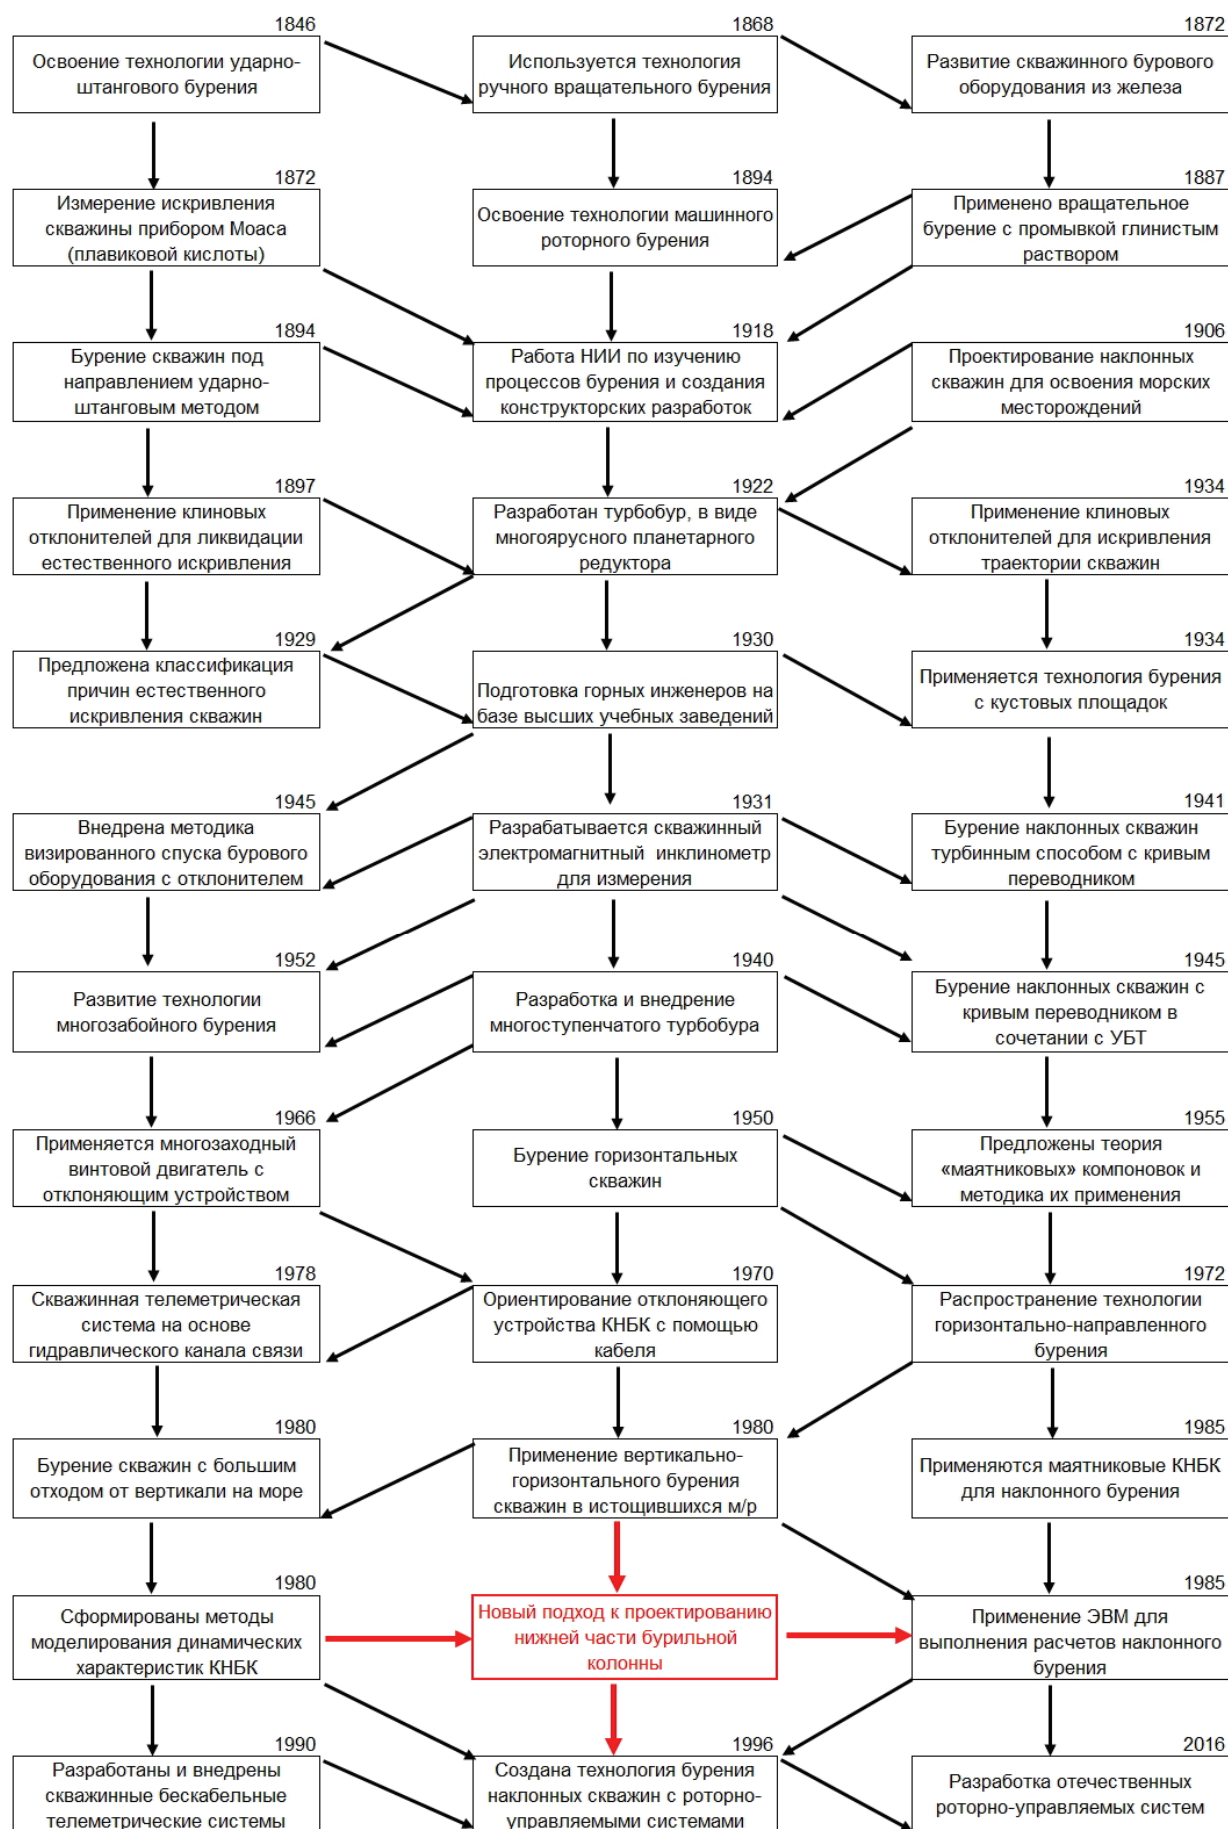 1846
Освоение технологии ударно-
штангового бурения
1868
Используется технология
ручного вращательного бурения
1872
Развитие скважинного бурового
оборудования из железа
1872
Измерение искривления
скважины прибором Моаса
(плавиковой кислоты)
1894
Освоение технологии машинного
роторного бурения
1887
Применено вращательное
бурение с промывкой глинистым
раствором
1894
Бурение скважин под
направлением ударно-
штанговым методом
1918
Работа НИИ по изучению
процессов бурения и создания
конструкторских разработок
1906
Проектирование наклонных
скважин для освоения морских
месторождений
1897
Применение клиновых
отклонителей для ликвидации
естественного искривления
1922
Разработан турбобур, в виде
многоярусного планетарного
редуктора
1934
Применение клиновых
отклонителей для искривления
траектории скважин
1929
Предложена классификация
причин естественного
искривления скважин
1930
Подготовка горных инженеров на
базе высших учебных заведений
1934
Применяется технология бурения
с кустовых площадок
1945
Внедрена методика
визированного спуска бурового
оборудования с отклонителем
1931
Разрабатывается скважинный
электромагнитный инклинометр
для измерения
1941
Бурение наклонных скважин
турбинным способом с кривым
переводником
1952
Развитие технологии
многозабойного бурения
1940
Разработка и внедрение
многоступенчатого турбобура
1945
Бурение наклонных скважин с
кривым переводником в
сочетании с УБТ
1966
Применяется многозаходный
винтовой двигатель с
отклоняющим устройством
1950
Бурение горизонтальных
скважин
1955
Предложены теория
«маятниковых» компоновок и
методика их применения
1978
Скважинная телеметрическая
система на основе
гидравлического канала связи
1970
Ориентирование отклоняющего
устройства КНБК с помощью
кабеля
1972
Распространение технологии
горизонтально-направленного
бурения
1980
Бурение скважин с большим
отходом от вертикали на море
1980
Применение вертикально-
горизонтального бурения
скважин в истощившихся м/р
1985
Применяются маятниковые КНБК
для наклонного бурения
1980
Сформированы методы
моделирования динамических
характеристик КНБК
Новый подход к проектированию
нижней части бурильной
колонны
1985
Применение ЭВМ для
выполнения расчетов наклонного
бурения
1990
Разработаны и внедрены
скважинные бескабельные
телеметрические системы
1996
Создана технология бурения
наклонных скважин с роторно-
управляемыми системами
2016
Разработка отечественных
роторно-управляемых систем